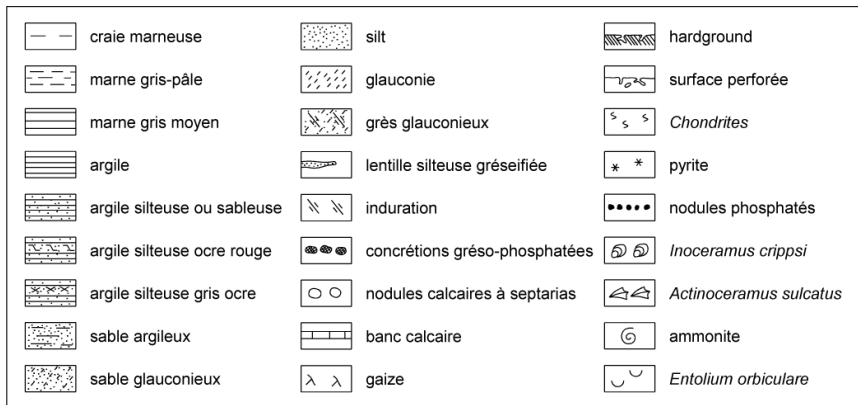 craie marneuse
marne gris-pâle
marne gris moyen
argile
argile silteuse ou sableuse
argile silteuse ocre rouge
argile silteuse gris ocre
sable argileux
sable glauconieux
silt
glauconie
grès glauconieux
lentille silteuse gréseifiée
induration
concrétions gréso-phosphatées
nodules calcaires à septarias
banc calcaire
gaize
hardground
surface perforée
Chondrites
pyrite
nodules phosphatés
Inoceramus crippsi
Actinoceramus sulcatus
ammonite
Entolium orbiculare